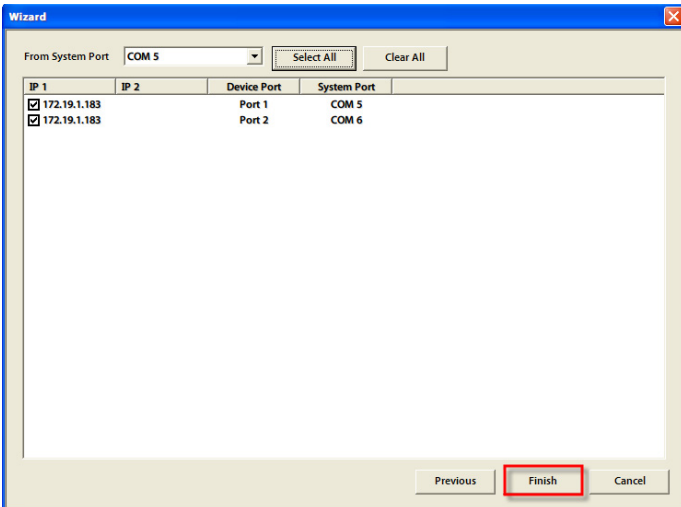 Wizard
From System Port COM 5 Select All Clear All
IP 1 IP 2 Device Port System Port
172.19.1.183 Port 1 COM 5
172.19.1.183 Port 2 COM 6
Previous Finish Cancel